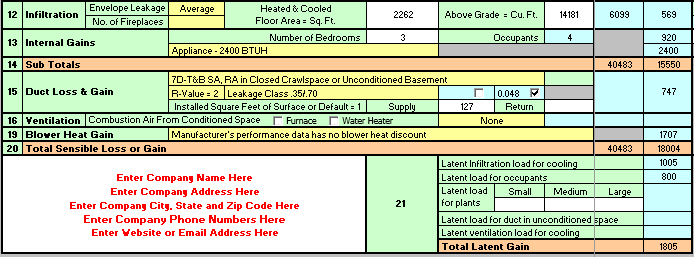 12 Infiltration Envelope Leakage Average Heated & Cooled 2262 Above Grade = Cu. Ft. 14181 6099 569
No. of Fireplaces Floor Area = Sq. Ft.
13 Internal Gains Number of Bedrooms 3 Occupants 4 920
Appliance - 2400 BTUH 2400
14 Sub Totals 40483 15550
15 Duct Loss & Gain 7D-T&B SA, RA in Closed Crawlspace or Unconditioned Basement 747
R-Value = 2 Leakage Class .35/.70 0.048
Installed Square Feet of Surface or Default = 1 Supply 127 Return
16 Ventilation Combustion Air From Conditioned Space Furnace Water Heater None
19 Blower Heat Gain Manufacturer's performance data has no blower heat discount 1707
20 Total Sensible Loss or Gain 40483 18004
Enter Company Name Here
Enter Company Address Here
Enter Company City, State and Zip Code Here
Enter Company Phone Numbers Here
Enter Website or Email Address Here
21
Latent Infiltration load for cooling 1005
Latent load for occupants 800
Latent load for plants Small Medium Large
Latent load for duct in unconditioned space
Latent ventilation load for cooling
Total Latent Gain 1805